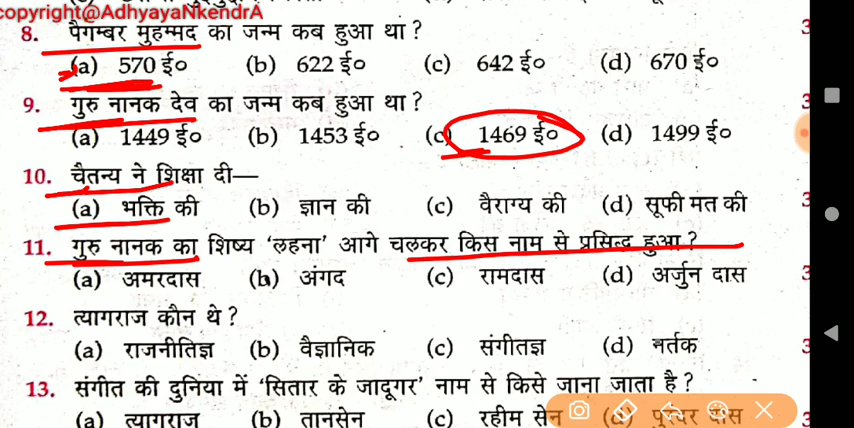 copyright@AdhyayaNkendrA
8. पैगम्बर मुहम्मद का जन्म कब हुआ था ?
(a) 570 ई० (b) 622 ई० (c) 642 ई० (d) 670 ई०
9. गुरु नानक देव का जन्म कब हुआ था ?
(a) 1449 ई० (b) 1453 ई० (c) 1469 ई० (d) 1499 ई०
10. चैतन्य ने शिक्षा दी—
(a) भक्ति की (b) ज्ञान की (c) वैराग्य की (d) सूफी मत की
11. गुरु नानक का शिष्य ‘लहना’ आगे चलकर किस नाम से प्रसिद्ध हुआ ?
(a) अमरदास (b) अंगद (c) रामदास (d) अर्जुन दास
12. त्यागराज कौन थे ?
(a) राजनीतिज्ञ (b) वैज्ञानिक (c) संगीतज्ञ (d) नर्तक
13. संगीत की दुनिया में ‘सितार के जादूगर’ नाम से किसे जाना जाता है ?
(a) त्यागराज (b) तानसेन (c) रहीम सेन (d)